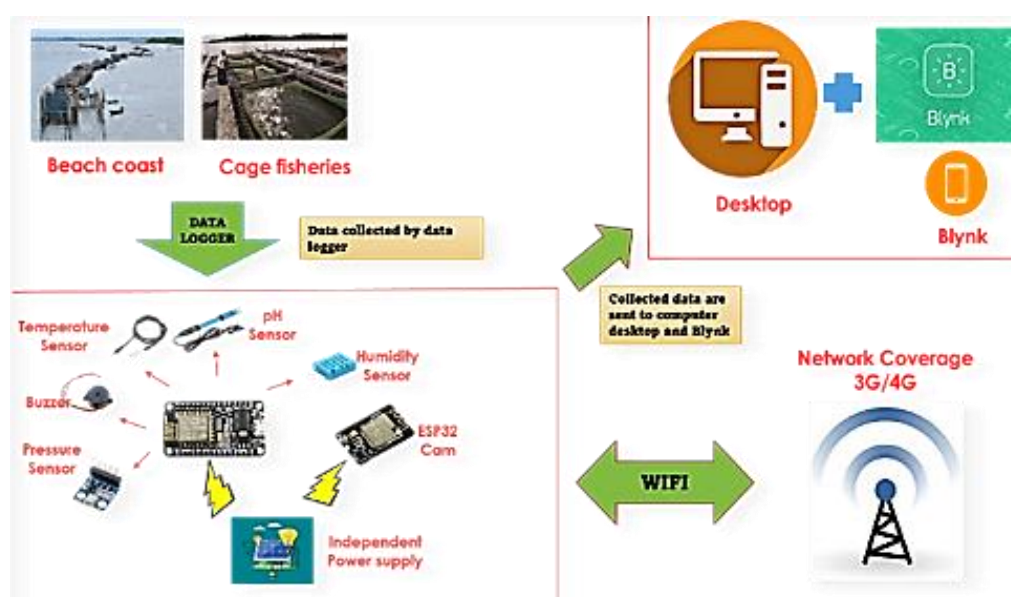 Beach coast
Cage fisheries
DATA
LOGGER
Data collected by data
logger
B
Blynk
Desktop
Blynk
Collected data are
sent to computer
desktop and Blynk
Temperature
Sensor
pH
Sensor
Humidity
Sensor
Buzzer
ESP32
Cam
Pressure
Sensor
Independent
Power supply
WIFI
Network Coverage
3G/4G